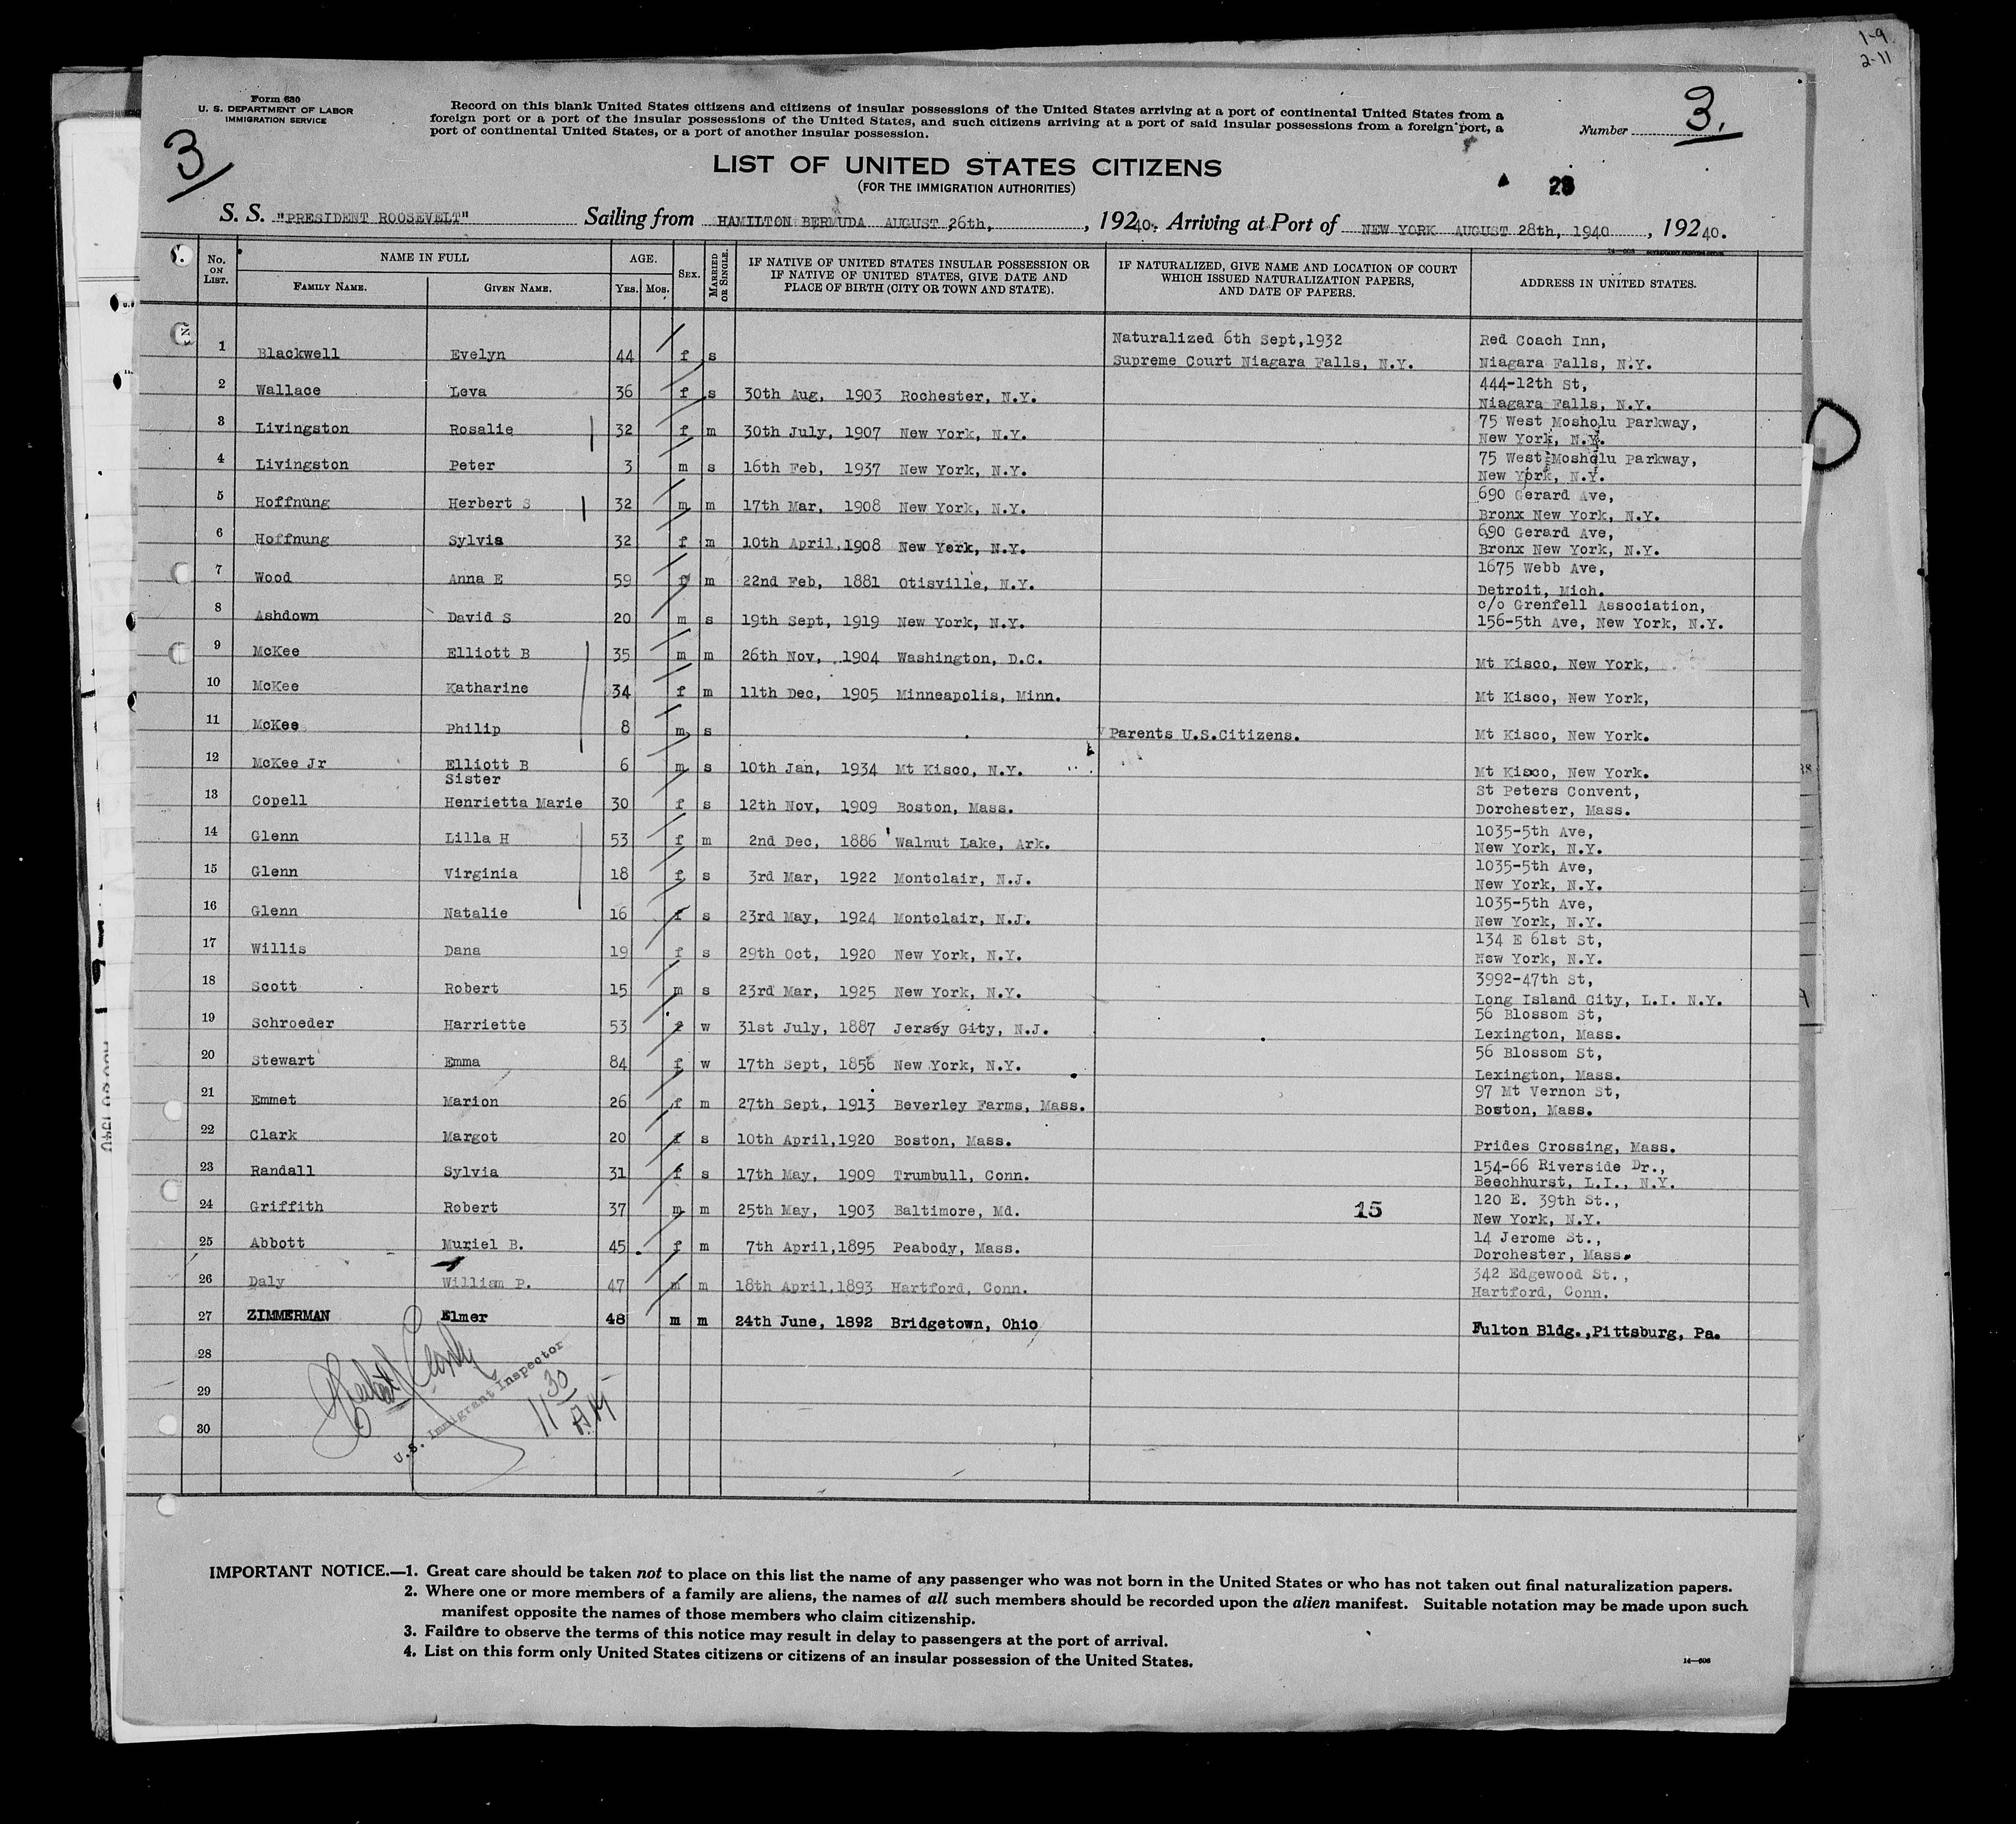 1-9
2-11
Form 630
U. S. DEPARTMENT OF LABOR
IMMIGRATION SERVICE
Record on this blank United States citizens and citizens of insular possessions of the United States arriving at a port of continental United States from a
foreign port or a port of the insular possessions of the United States, and such citizens arriving at a port of said insular possessions from a foreign port, a
port of continental United States, or a port of another insular possession.
Number 3.
3
LIST OF UNITED STATES CITIZENS
(FOR THE IMMIGRATION AUTHORITIES)
28
S. S. "PRESIDENT ROOSEVELT" Sailing from HAMILTON BERMUDA AUGUST 26th, , 19240. Arriving at Port of NEW YORK AUGUST 28th, 1940 , 19240.
No. ON LIST. NAME IN FULL FAMILY NAME. GIVEN NAME. AGE. YRS. MOS. SEX. MARRIED OR SINGLE. IF NATIVE OF UNITED STATES INSULAR POSSESSION OR IF NATIVE OF UNITED STATES, GIVE DATE AND PLACE OF BIRTH (CITY OR TOWN AND STATE). IF NATURALIZED, GIVE NAME AND LOCATION OF COURT WHICH ISSUED NATURALIZATION PAPERS, AND DATE OF PAPERS. ADDRESS IN UNITED STATES.
1 Blackwell Evelyn 44 f s Naturalized 6th Sept,1932 Supreme Court Niagara Falls, N.Y. Red Coach Inn, Niagara Falls, N.Y.
2 Wallace Leva 36 f s 30th Aug, 1903 Rochester, N.Y. 444-12th St, Niagara Falls, N.Y.
3 Livingston Rosalie 32 f m 30th July, 1907 New York, N.Y. 75 West Mosholu Parkway, New York, N.Y.
4 Livingston Peter 3 m s 16th Feb, 1937 New York, N.Y. 75 West Mosholu Parkway, New York, N.Y.
5 Hoffnung Herbert S 32 m m 17th Mar, 1908 New York, N.Y. 690 Gerard Ave, Bronx New York, N.Y.
6 Hoffnung Sylvia 32 f m 10th April,1908 New York, N.Y. 690 Gerard Ave, Bronx New York, N.Y.
7 Wood Anna E 59 f m 22nd Feb, 1881 Otisville, N.Y. 1675 Webb Ave, Detroit, Mich.
8 Ashdown David S 20 m s 19th Sept, 1919 New York, N.Y. c/o Grenfell Association, 156-5th Ave, New York, N.Y.
9 McKee Elliott B 35 m m 26th Nov, 1904 Washington, D.C. Mt Kisco, New York,
10 McKee Katharine 34 f m 11th Dec, 1905 Minneapolis, Minn. Mt Kisco, New York,
11 McKee Philip 8 m s Parents U.S.Citizens. Mt Kisco, New York.
12 McKee Jr Elliott B 6 m s 10th Jan, 1934 Mt Kisco, N.Y. Mt Kisco, New York.
13 Copell Sister Henrietta Marie 30 f s 12th Nov, 1909 Boston, Mass. St Peters Convent, Dorchester, Mass.
14 Glenn Lilla H 53 f m 2nd Dec, 1886 Walnut Lake, Ark. 1035-5th Ave, New York, N.Y.
15 Glenn Virginia 18 f s 3rd Mar, 1922 Montclair, N.J. 1035-5th Ave, New York, N.Y.
16 Glenn Natalie 16 f s 23rd May, 1924 Montclair, N.J. 1035-5th Ave, New York, N.Y.
17 Willis Dana 19 f s 29th Oct, 1920 New York, N.Y. 134 E 61st St, New York, N.Y.
18 Scott Robert 15 m s 23rd Mar, 1925 New York, N.Y. 3992-47th St, Long Island City, L.I. N.Y.
19 Schroeder Harriette 53 f w 31st July, 1887 Jersey City, N.J. 56 Blossom St, Lexington, Mass.
20 Stewart Emma 84 f w 17th Sept, 1856 New York, N.Y. 56 Blossom St, Lexington, Mass.
21 Emmet Marion 26 f m 27th Sept, 1913 Beverley Farms, Mass. 97 Mt Vernon St, Boston, Mass.
22 Clark Margot 20 f s 10th April,1920 Boston, Mass. Prides Crossing, Mass.
23 Randall Sylvia 31 f s 17th May, 1909 Trumbull, Conn. 154-66 Riverside Dr., Beechhurst, L.I., N.Y.
24 Griffith Robert 37 m m 25th May, 1903 Baltimore, Md. 15 120 E. 39th St., New York, N.Y.
25 Abbott Muriel B. 45 f m 7th April,1895 Peabody, Mass. 14 Jerome St., Dorchester, Mass.
26 Daly William P. 47 m m 18th April,1893 Hartford, Conn. 342 Edgewood St., Hartford, Conn.
27 ZIMMERMAN Elmer 48 m m 24th June, 1892 Bridgetown, Ohio Fulton Bldg.,Pittsburg, Pa.
28
29
30
U.S. Immigrant Inspector
11 30 AM
IMPORTANT NOTICE.—1. Great care should be taken not to place on this list the name of any passenger who was not born in the United States or who has not taken out final naturalization papers.
2. Where one or more members of a family are aliens, the names of all such members should be recorded upon the alien manifest. Suitable notation may be made upon such
manifest opposite the names of those members who claim citizenship.
3. Failure to observe the terms of this notice may result in delay to passengers at the port of arrival.
4. List on this form only United States citizens or citizens of an insular possession of the United States.
14—606